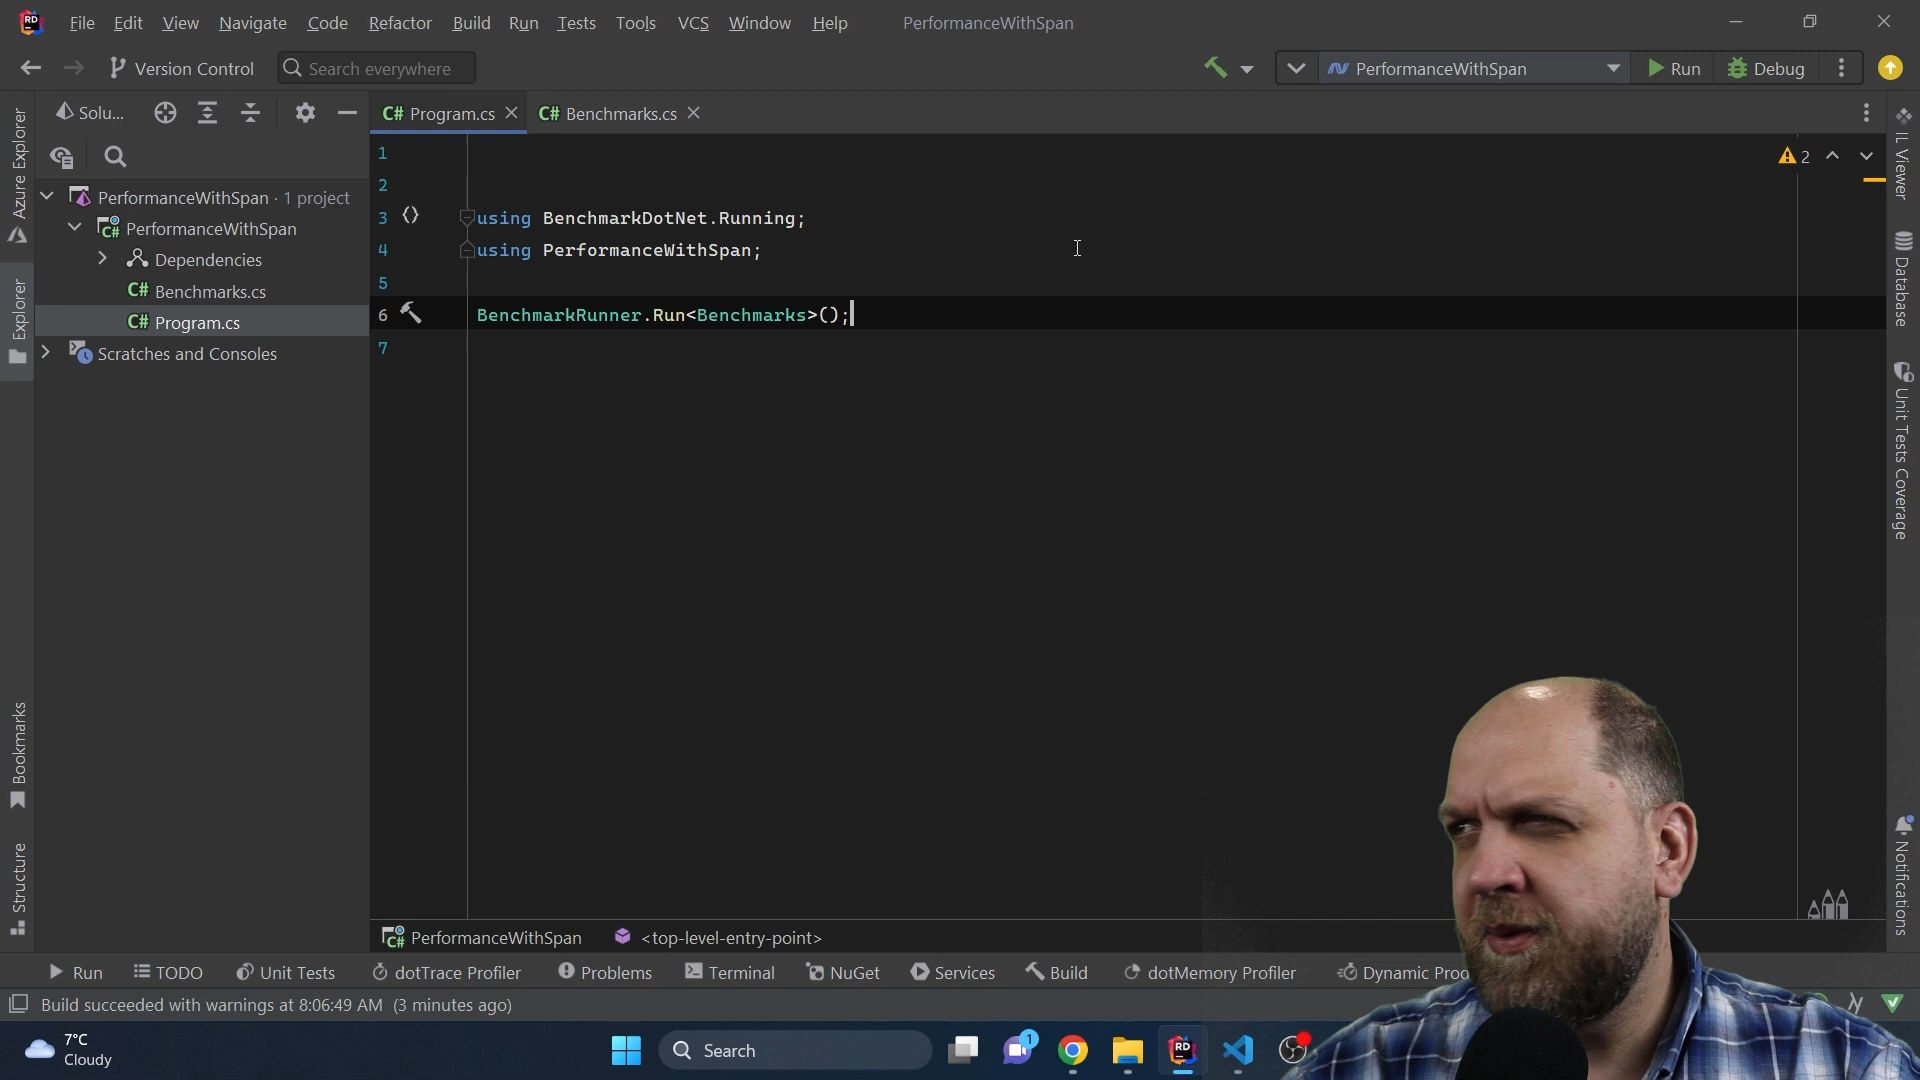 File Edit View Navigate Code Refactor Build Run Tests Tools VCS Window Help PerformanceWithSpan
Version Control Search everywhere PerformanceWithSpan Run Debug
Solu... C# Program.cs C# Benchmarks.cs
Azure Explorer
Explorer
Bookmarks
Structure
PerformanceWithSpan · 1 project
C# PerformanceWithSpan
Dependencies
C# Benchmarks.cs
C# Program.cs
Scratches and Consoles
1
2
3 using BenchmarkDotNet.Running;
4 using PerformanceWithSpan;
5
6 BenchmarkRunner.Run<Benchmarks>();
7
2
IL Viewer
Database
Unit Tests Coverage
Notifications
C# PerformanceWithSpan <top-level-entry-point>
Run TODO Unit Tests dotTrace Profiler Problems Terminal NuGet Services Build dotMemory Profiler Dynamic Prog
Build succeeded with warnings at 8:06:49 AM (3 minutes ago)
7°C
Cloudy
Search
1
RD